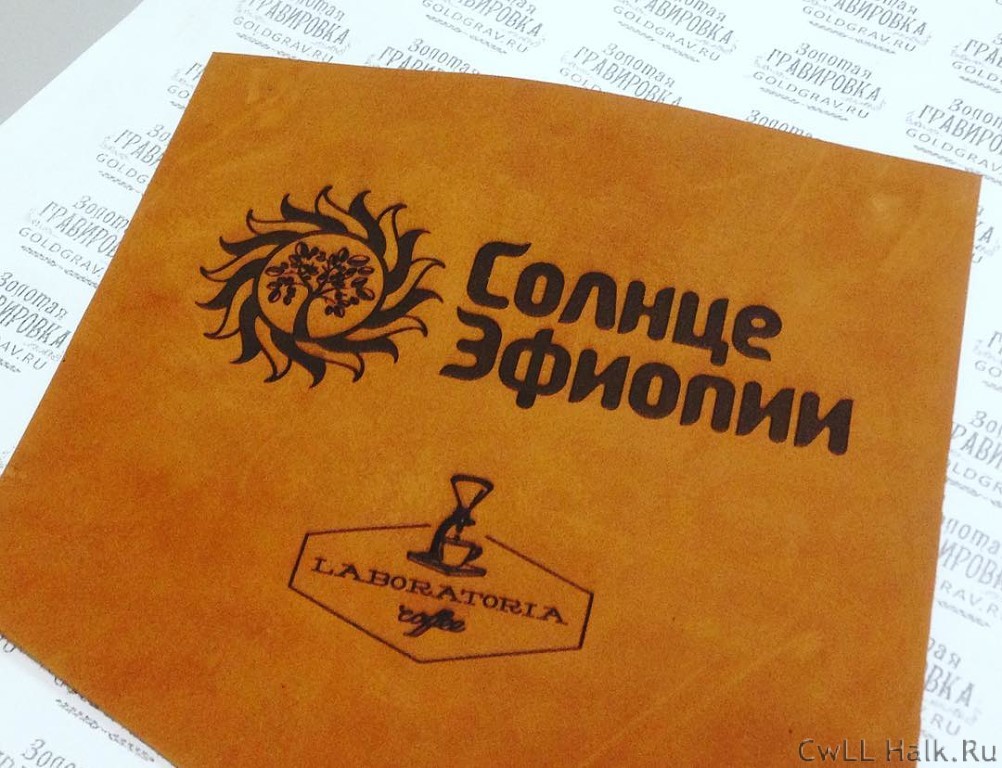 Солнце
Эфиопии
LABORATORIA
coffee
Золотая
ГРАВИРОВКА
GOLDGRAV.RU
CwLL Halk.Ru